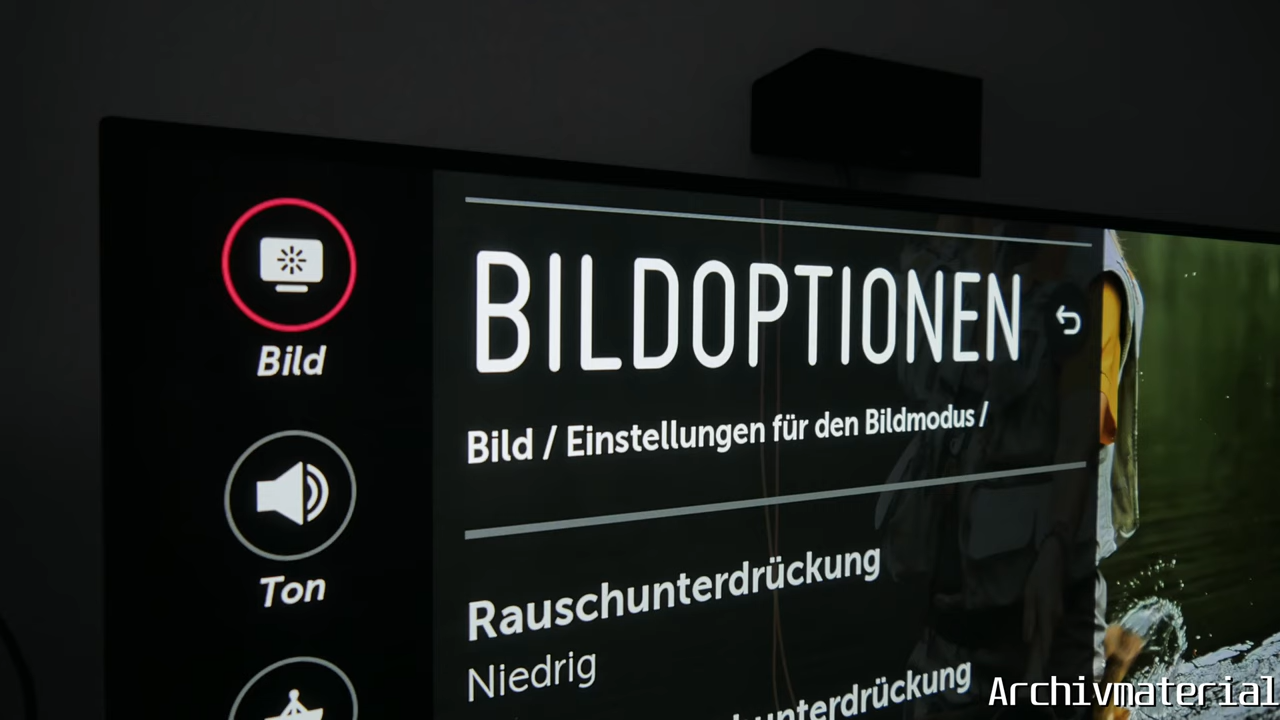 Bild
Ton
BILDOPTIONEN
Bild / Einstellungen für den Bildmodus /
Rauschunterdrückung
Niedrig
Archivmaterial